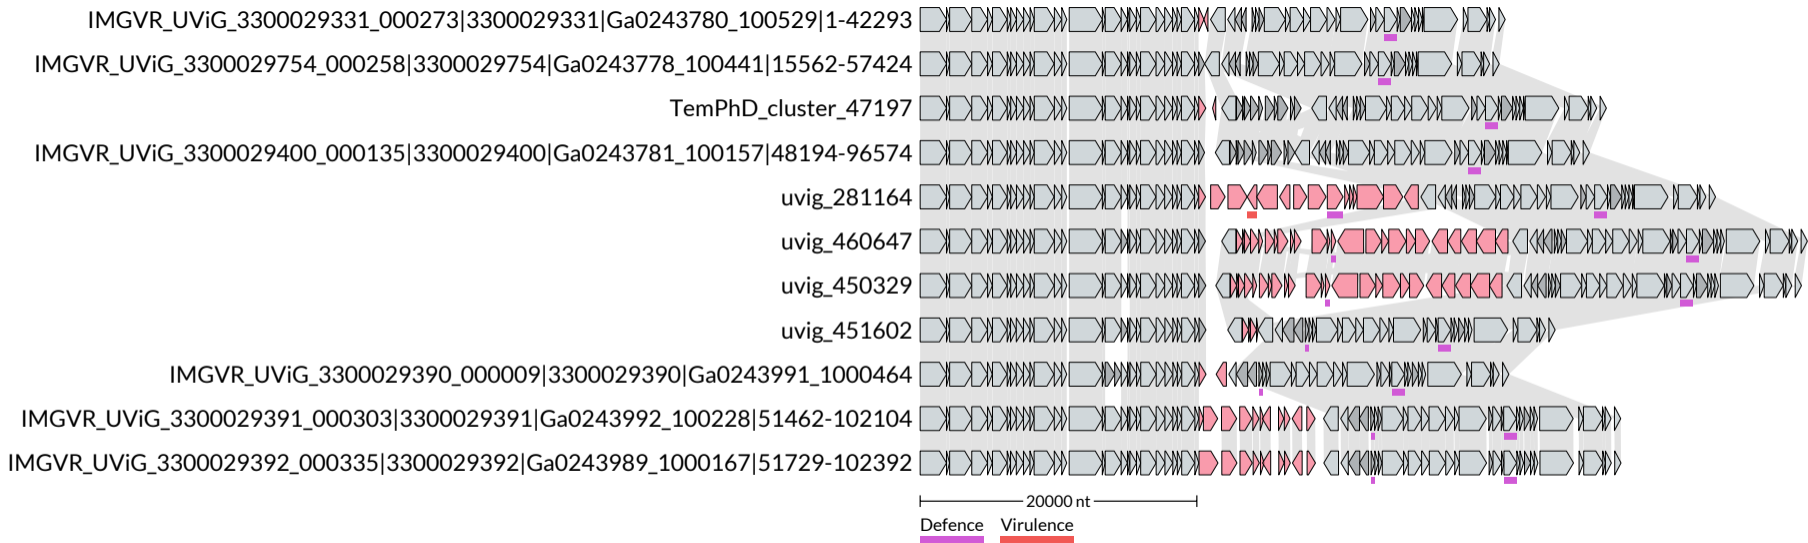 IMGVR_UViG_3300029331_000273|3300029331|Ga0243780_100529|1-42293
IMGVR_UViG_3300029754_000258|3300029754|Ga0243778_100441|15562-57424
TemPhD_cluster_47197
IMGVR_UViG_3300029400_000135|3300029400|Ga0243781_100157|48194-96574
uvig_281164
uvig_460647
uvig_450329
uvig_451602
IMGVR_UViG_3300029390_000009|3300029390|Ga0243991_1000464
IMGVR_UViG_3300029391_000303|3300029391|Ga0243992_100228|51462-102104
IMGVR_UViG_3300029392_000335|3300029392|Ga0243989_1000167|51729-102392
20000 nt
Defence Virulence